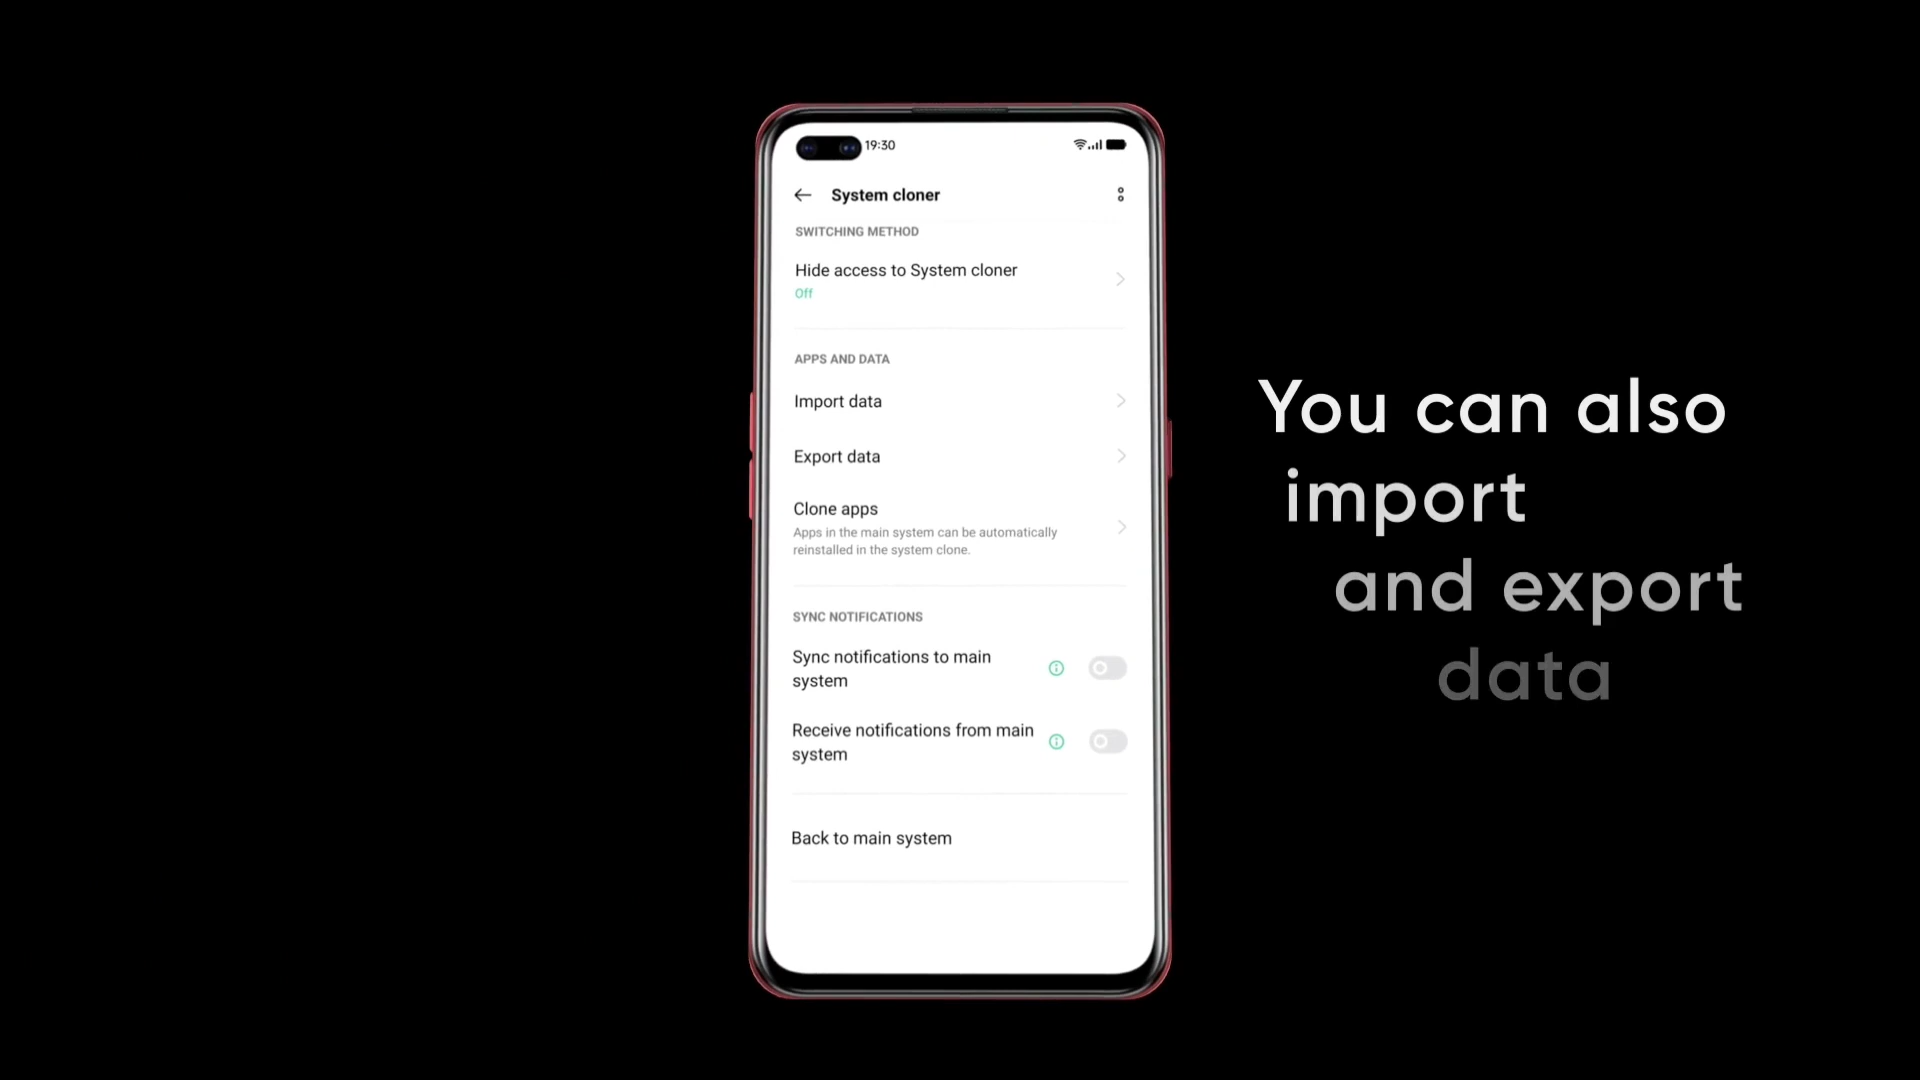 19:30
System cloner
SWITCHING METHOD
Hide access to System cloner
Off
APPS AND DATA
Import data
Export data
Clone apps
Apps in the main system can be automatically
reinstalled in the system clone.
SYNC NOTIFICATIONS
Sync notifications to main
system
Receive notifications from main
system
Back to main system
You can also
import
and export
data